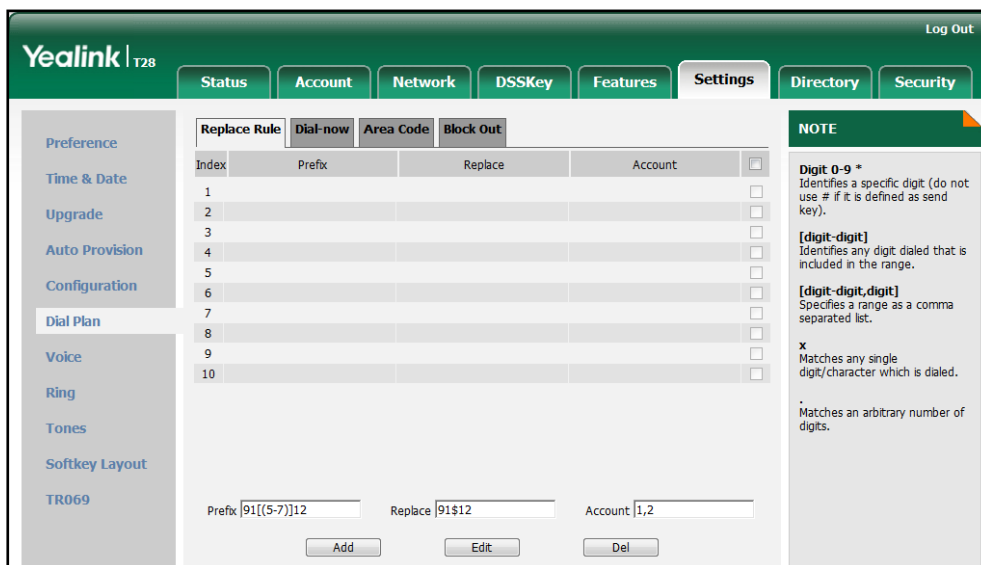 Log Out
Yealink | T28
Status Account Network DSSKey Features Settings Directory Security
Preference
Time & Date
Upgrade
Auto Provision
Configuration
Dial Plan
Voice
Ring
Tones
Softkey Layout
TR069
Replace Rule Dial-now Area Code Block Out
Index Prefix Replace Account
1
2
3
4
5
6
7
8
9
10
Prefix 91[(5-7)]12 Replace 91$12 Account 1,2
Add Edit Del
NOTE
Digit 0-9 *
Identifies a specific digit (do not
use # if it is defined as send
key).
[digit-digit]
Identifies any digit dialed that is
included in the range.
[digit-digit,digit]
Specifies a range as a comma
separated list.
x
Matches any single
digit/character which is dialed.
.
Matches an arbitrary number of
digits.